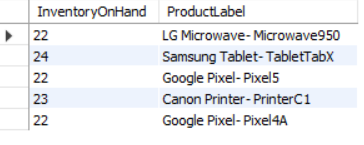 InventoryOnHand ProductLabel
22 LG Microwave- Microwave950
24 Samsung Tablet- TabletTabX
22 Google Pixel- Pixel5
23 Canon Printer- PrinterC1
22 Google Pixel- Pixel4A